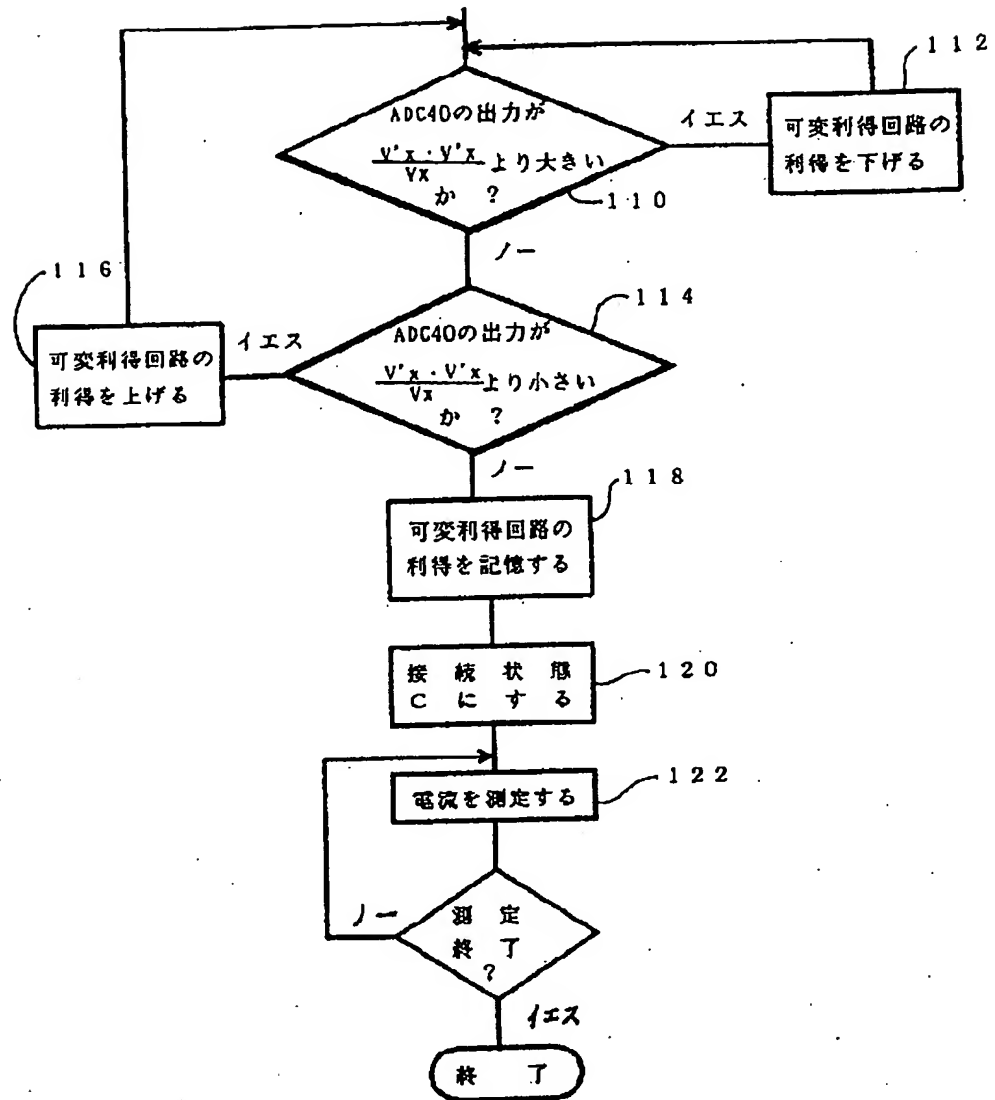 112
ADC40の出力が
V'x・V'x
Vx
より大きい
か ?
イエス
可変利得回路の
利得を下げる
110
ノー
116
114
可変利得回路の
利得を上げる
イエス
ADC40の出力が
V'x・V'x
Vx
より小さい
か ?
ノー
118
可変利得回路の
利得を記憶する
接続状態
Cにする
120
電流を測定する
122
ノー
測定
終了
?
イエス
終了